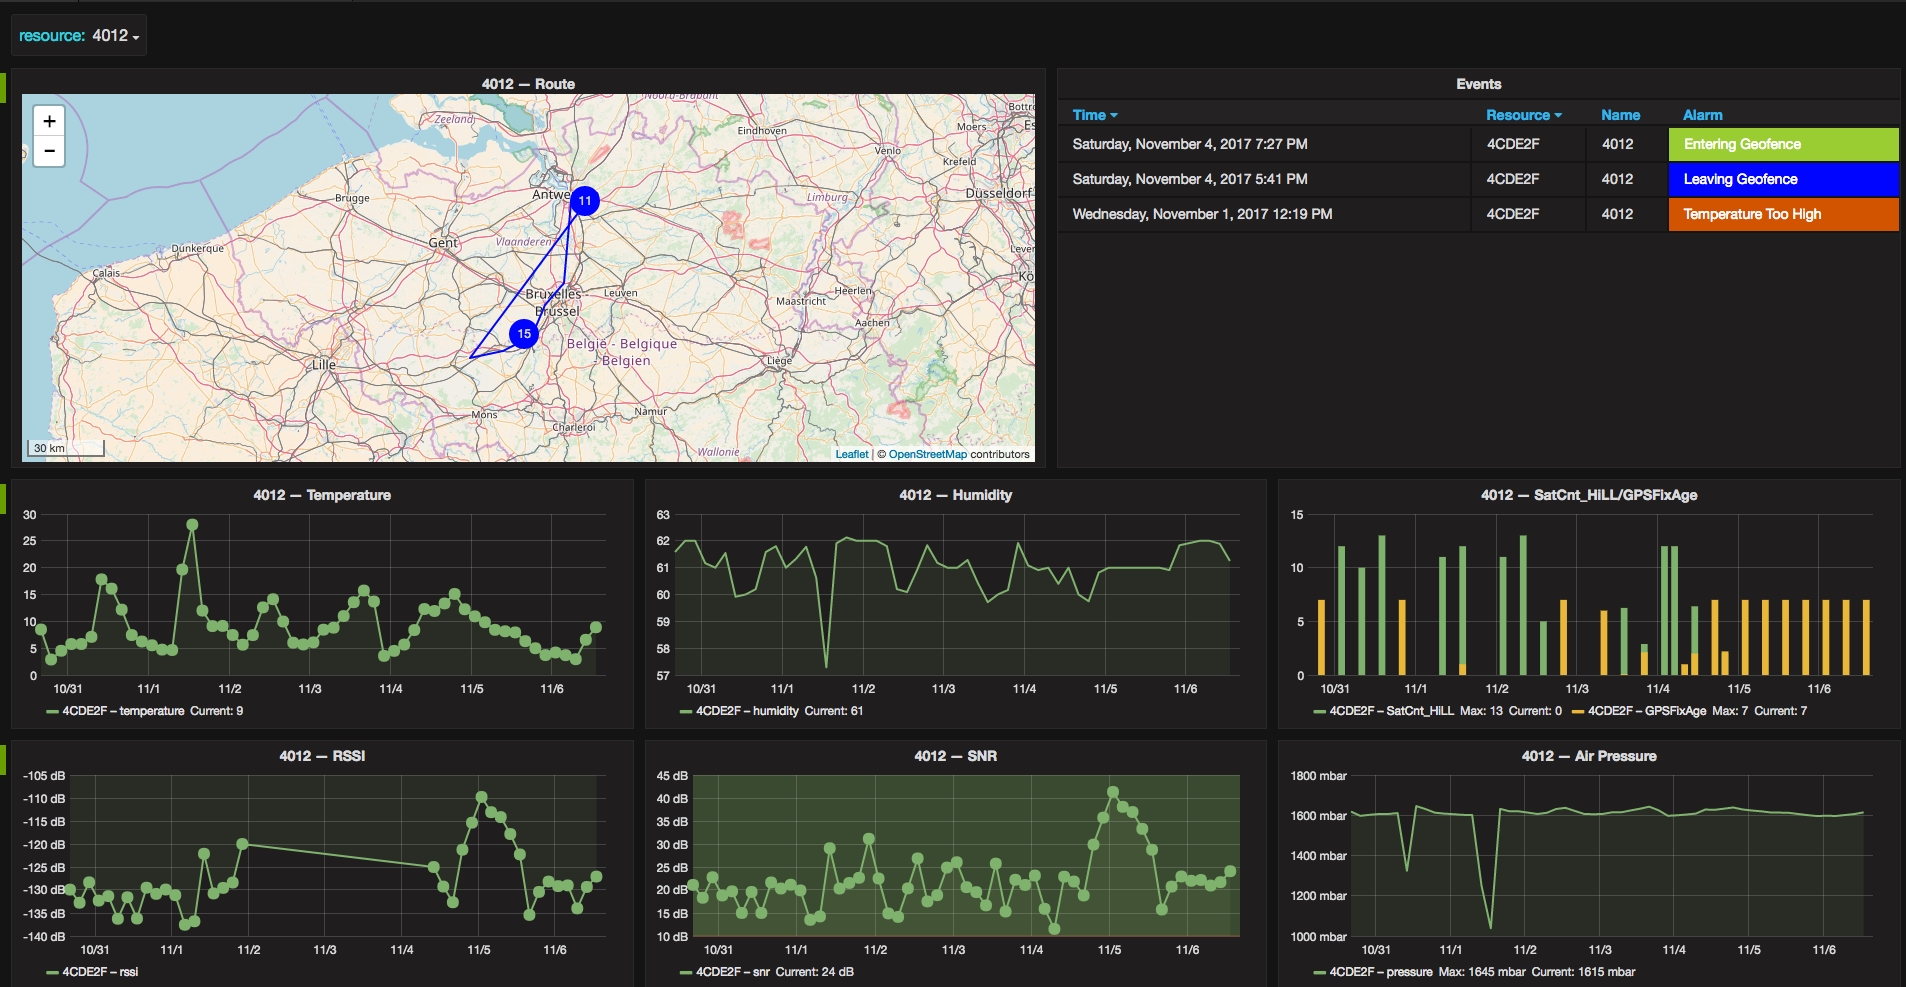 resource: 4012
4012 — Route
+
−
30 km
Noord-Brabant
Zeeland
Eindhoven
Moers
Bottro
Es
Venlo
Krefeld
Antwe
11
Düsseldorf
Limburg
Brugge
Gent
Vlaanderen
Dunkerque
Calais
Lever
Kö
Bruxelles
Brussel
Leuven
Heerlen
Maastricht
Aachen
15
België - Belgique
- Belgien
Lille
Liège
Mons
Namur
Charleroi
Wallonie
Leaflet | © OpenStreetMap contributors
Events
Time Resource Name Alarm
Saturday, November 4, 2017 7:27 PM 4CDE2F 4012 Entering Geofence
Saturday, November 4, 2017 5:41 PM 4CDE2F 4012 Leaving Geofence
Wednesday, November 1, 2017 12:19 PM 4CDE2F 4012 Temperature Too High
4012 — Temperature
30
25
20
15
10
5
0
10/31 11/1 11/2 11/3 11/4 11/5 11/6
4CDE2F – temperature Current: 9
4012 — Humidity
63
62
61
60
59
58
57
10/31 11/1 11/2 11/3 11/4 11/5 11/6
4CDE2F – humidity Current: 61
4012 — SatCnt_HiLL/GPSFixAge
15
10
5
0
10/31 11/1 11/2 11/3 11/4 11/5 11/6
4CDE2F – SatCnt_HiLL Max: 13 Current: 0 4CDE2F – GPSFixAge Max: 7 Current: 7
4012 — RSSI
-105 dB
-110 dB
-115 dB
-120 dB
-125 dB
-130 dB
-135 dB
-140 dB
10/31 11/1 11/2 11/3 11/4 11/5 11/6
4CDE2F – rssi
4012 — SNR
45 dB
40 dB
35 dB
30 dB
25 dB
20 dB
15 dB
10 dB
10/31 11/1 11/2 11/3 11/4 11/5 11/6
4CDE2F – snr Current: 24 dB
4012 — Air Pressure
1800 mbar
1600 mbar
1400 mbar
1200 mbar
1000 mbar
10/31 11/1 11/2 11/3 11/4 11/5 11/6
4CDE2F – pressure Max: 1645 mbar Current: 1615 mbar